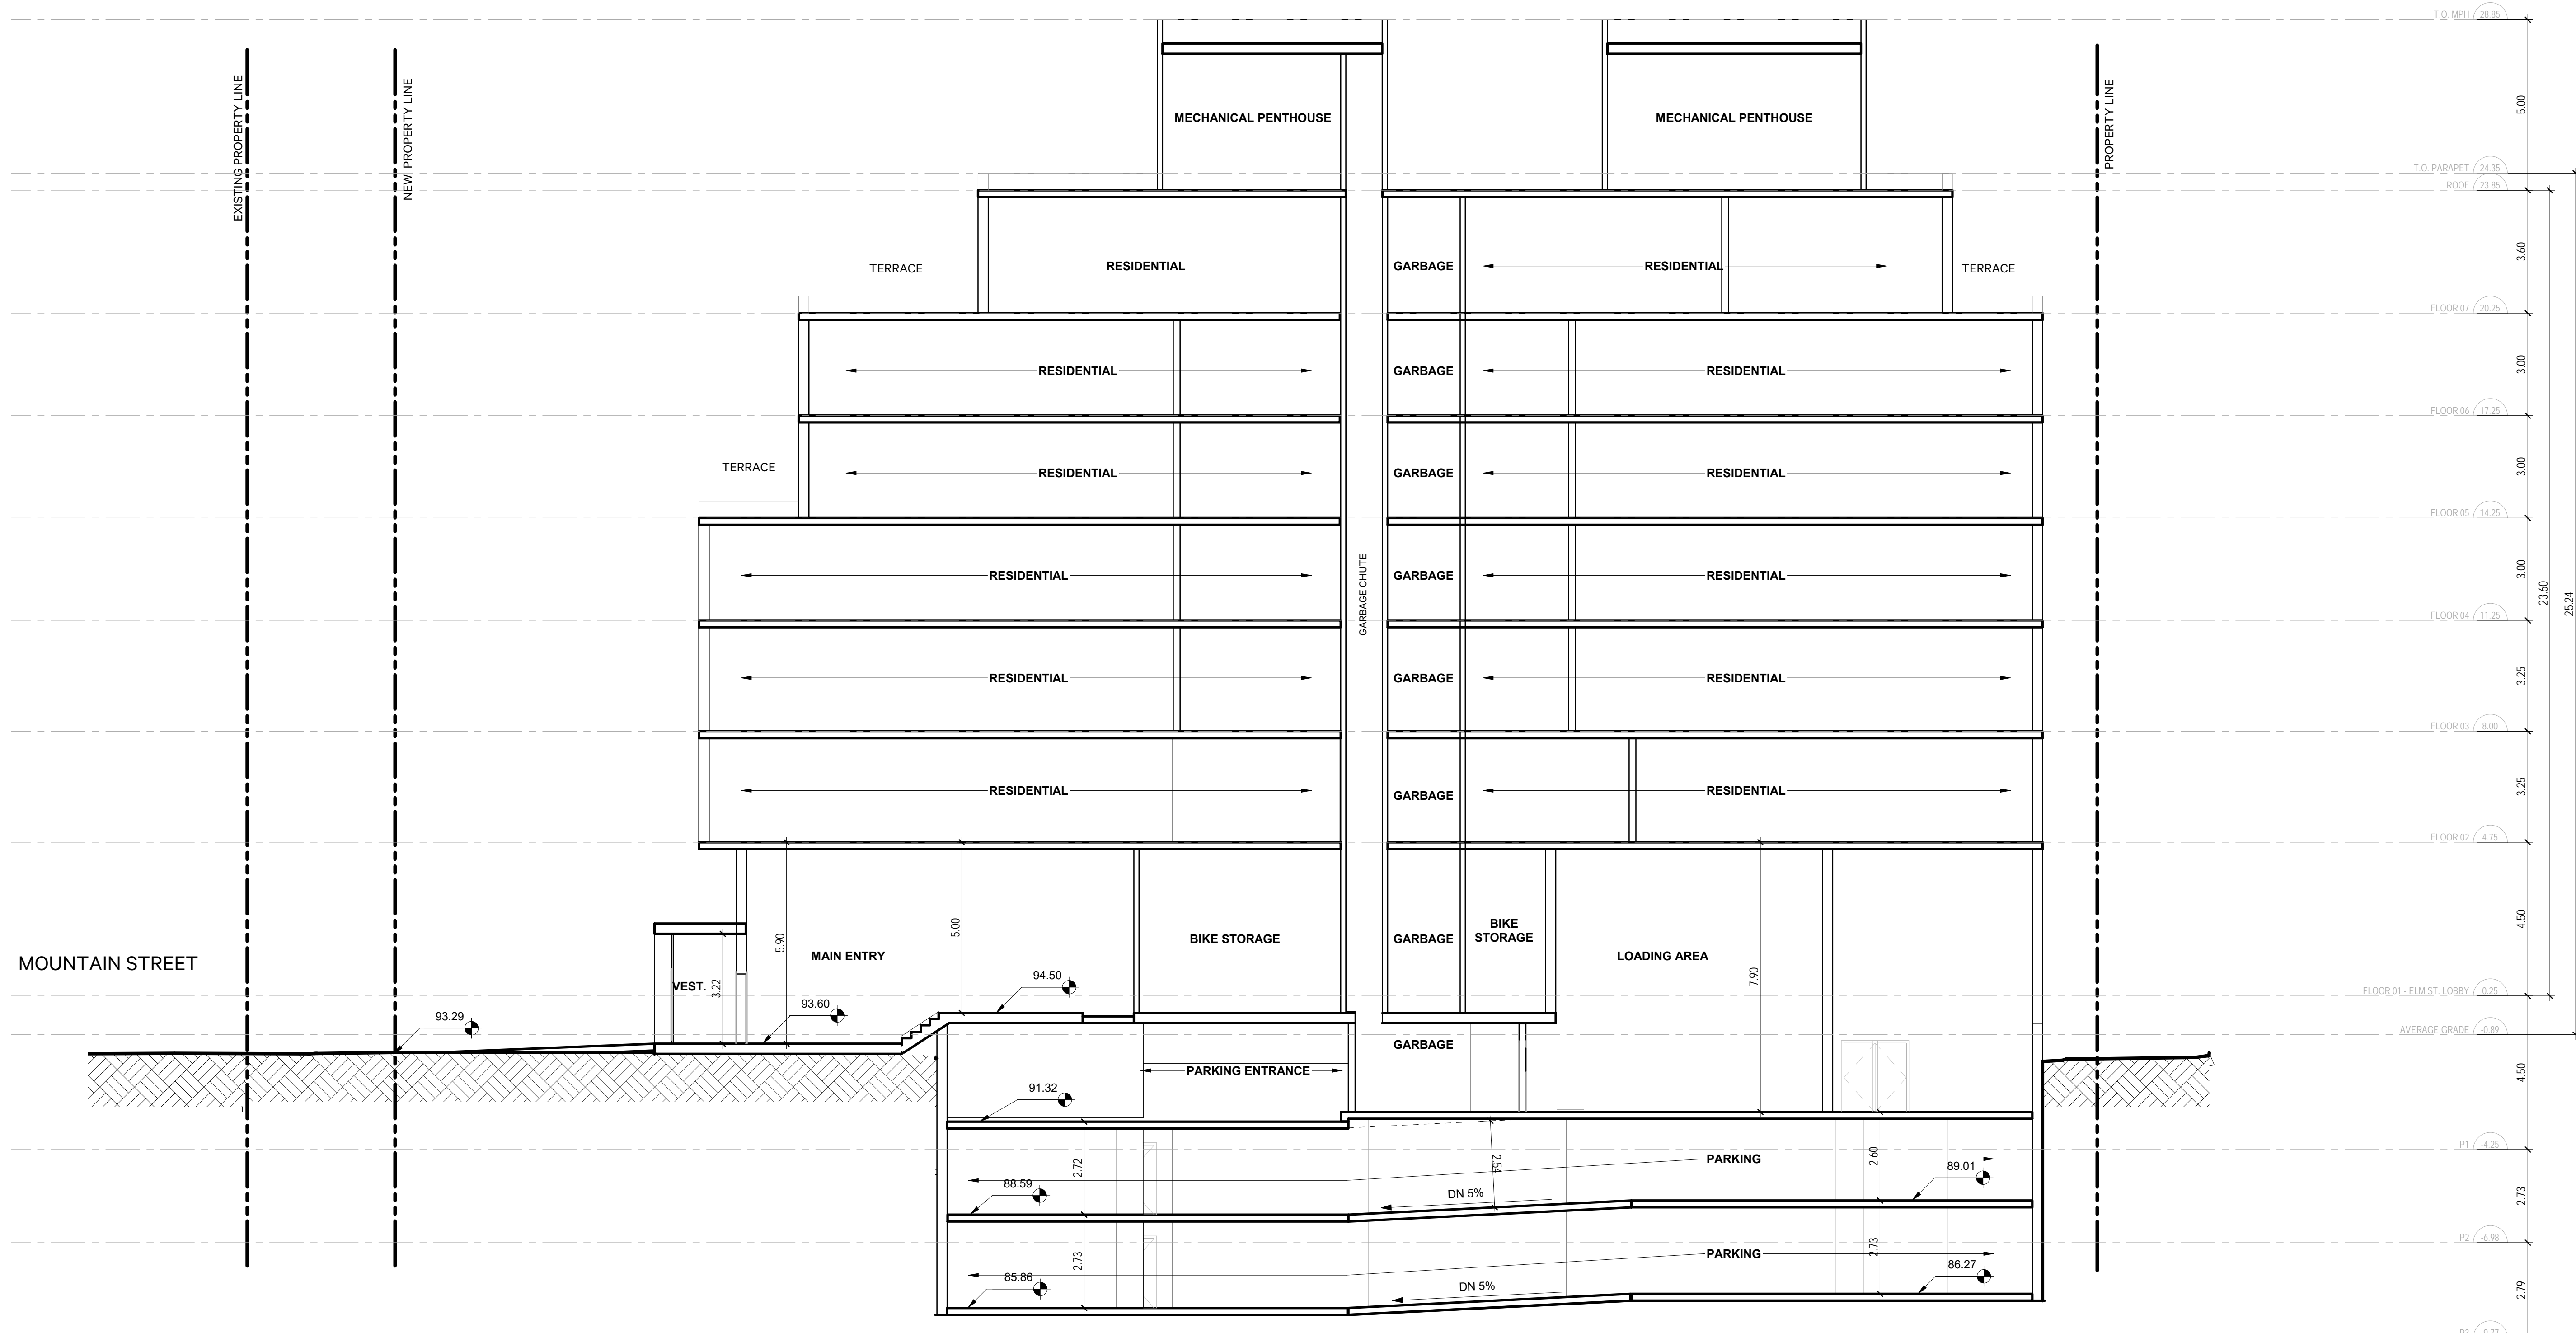 T.O. MPH 28.85
EXISTING PROPERTY LINE
NEW PROPERTY LINE
PROPERTY LINE
MECHANICAL PENTHOUSE
MECHANICAL PENTHOUSE
5.00
T.O. PARAPET 24.35
ROOF 23.85
TERRACE
RESIDENTIAL
GARBAGE
RESIDENTIAL
TERRACE
3.60
FLOOR 07 20.25
RESIDENTIAL
GARBAGE
RESIDENTIAL
3.00
FLOOR 06 17.25
TERRACE
RESIDENTIAL
GARBAGE
RESIDENTIAL
3.00
FLOOR 05 14.25
RESIDENTIAL
GARBAGE CHUTE
GARBAGE
RESIDENTIAL
3.00
23.60
25.24
FLOOR 04 11.25
RESIDENTIAL
GARBAGE
RESIDENTIAL
3.25
FLOOR 03 8.00
RESIDENTIAL
GARBAGE
RESIDENTIAL
3.25
FLOOR 02 4.75
MOUNTAIN STREET
VEST.
3.22
5.90
MAIN ENTRY
5.00
BIKE STORAGE
GARBAGE
BIKE
STORAGE
LOADING AREA
7.90
4.50
94.50
93.60
93.29
FLOOR 01 - ELM ST. LOBBY 0.25
AVERAGE GRADE -0.89
GARBAGE
PARKING ENTRANCE
4.50
91.32
P1 -4.25
2.72
2.54
PARKING
2.60
89.01
88.59
DN 5%
2.73
P2 -6.98
2.73
PARKING
2.73
86.27
85.86
DN 5%
2.79
P3 -9.77